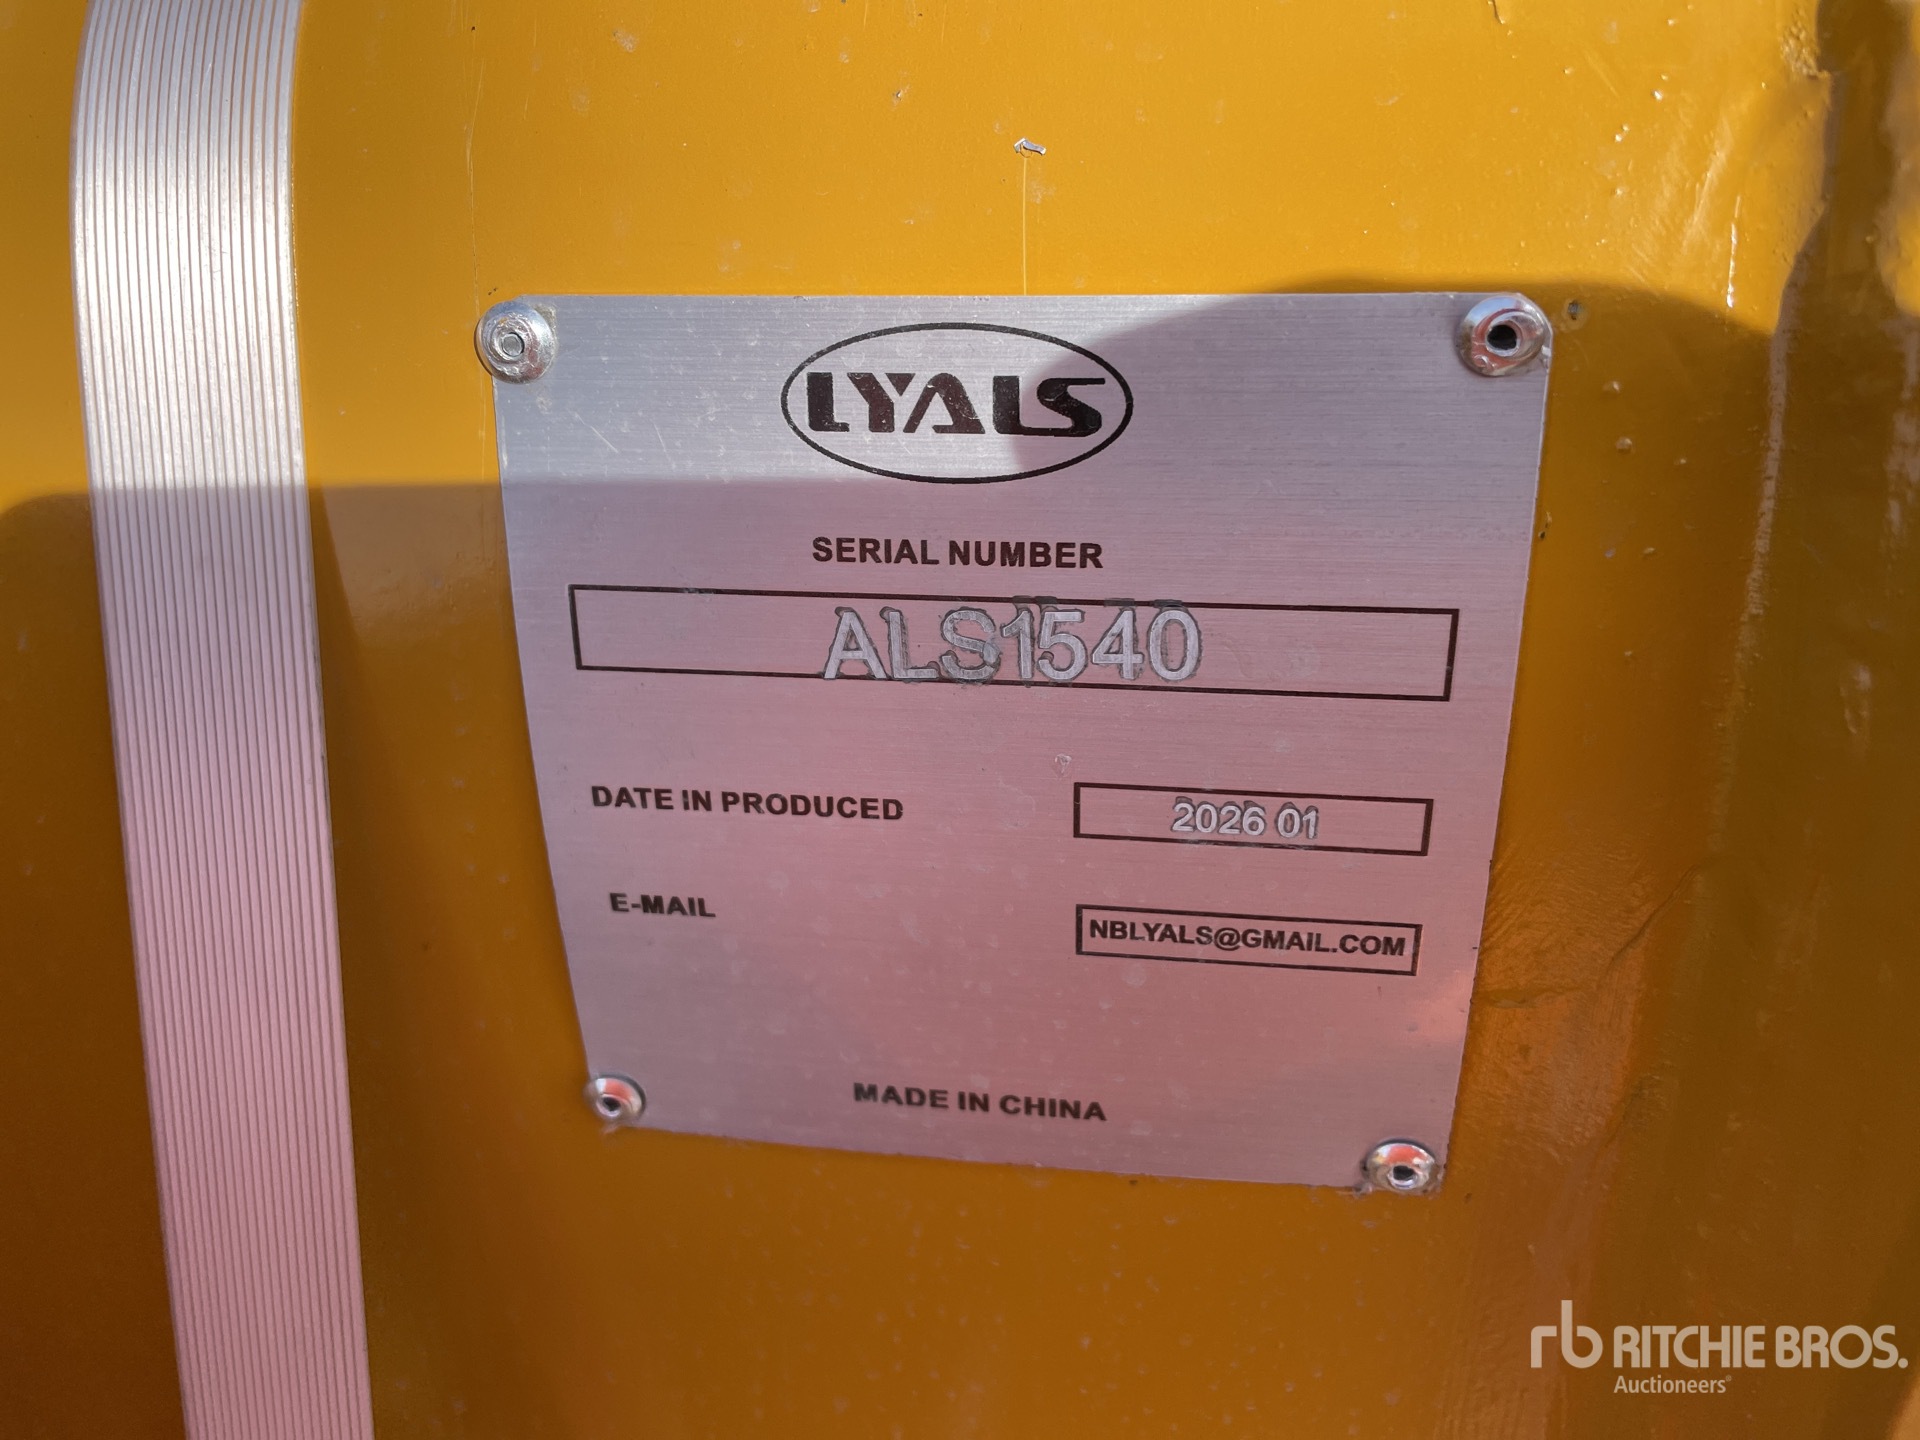 LYALS
SERIAL NUMBER
ALS1540
DATE IN PRODUCED
2026 01
E-MAIL
NBLYALS@GMAIL.COM
MADE IN CHINA
rb RITCHIE BROS.
Auctioneers